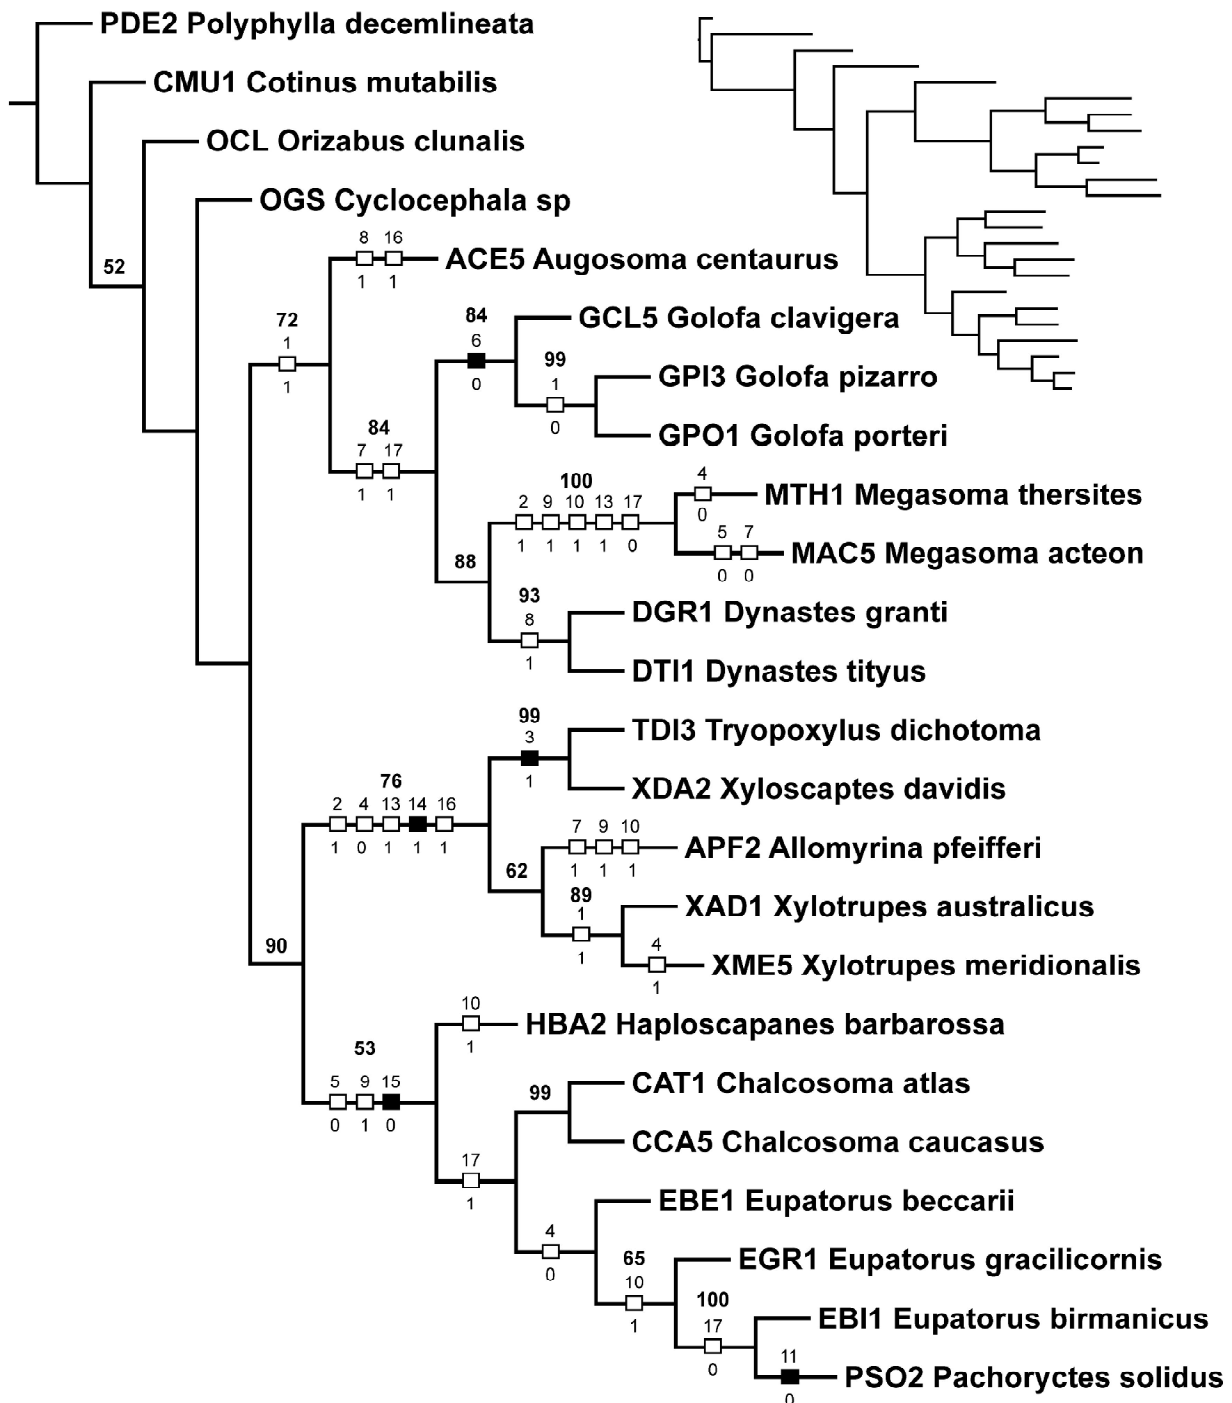 PDE2 Polyphylla decemlineata
CMU1 Cotinus mutabilis
OCL Orizabus clunalis
OGS Cyclocephala sp
52
8 16
ACE5 Augosoma centaurus
1 1
72
1
1
84
6
0
GCL5 Golofa clavigera
99
1
0
GPI3 Golofa pizarro
GPO1 Golofa porteri
84
7 17
1 1
100
2 9 10 13 17
1 1 1 1 0
4
MTH1 Megasoma thersites
0
5 7
MAC5 Megasoma acteon
0 0
88
93
8
1
DGR1 Dynastes granti
DTI1 Dynastes tityus
99
3
1
TDI3 Tryopoxylus dichotoma
XDA2 Xyloscaptes davidis
76
2 4 13 14 16
1 0 1 1 1
7 9 10
APF2 Allomyrina pfeifferi
1 1 1
62
89
1
1
XAD1 Xylotrupes australicus
4
XME5 Xylotrupes meridionalis
1
90
10
HBA2 Haploscapanes barbarossa
1
53
5 9 15
0 1 0
99
CAT1 Chalcosoma atlas
CCA5 Chalcosoma caucasus
17
1
EBE1 Eupatorus beccarii
4
0
65
10
1
EGR1 Eupatorus gracilicornis
100
17
0
EBI1 Eupatorus birmanicus
11
PSO2 Pachoryctes solidus
0